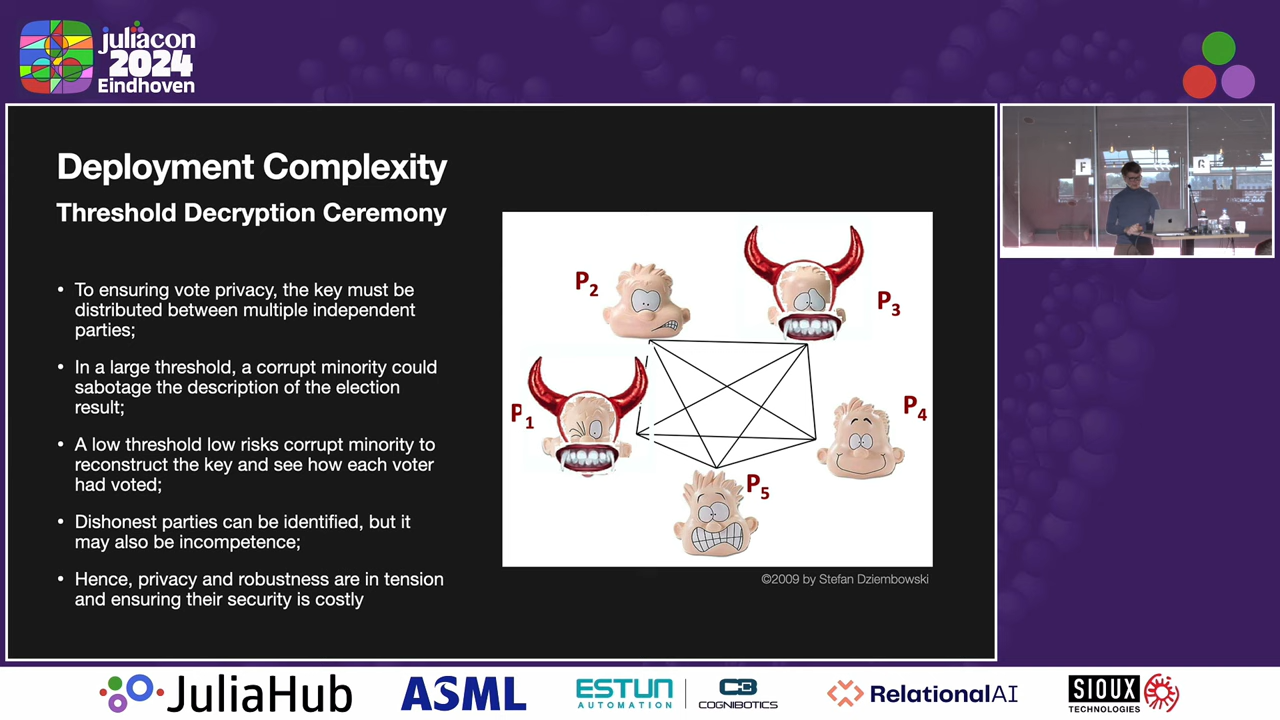 juliacon
2024
Eindhoven
Deployment Complexity
Threshold Decryption Ceremony
• To ensuring vote privacy, the key must be
distributed between multiple independent
parties;
• In a large threshold, a corrupt minority could
sabotage the description of the election
result;
• A low threshold low risks corrupt minority to
reconstruct the key and see how each voter
had voted;
• Dishonest parties can be identified, but it
may also be incompetence;
• Hence, privacy and robustness are in tension
and ensuring their security is costly
P2
P3
P1
P4
P5
©2009 by Stefan Dziembowski
F
JuliaHub
ASML
ESTUN
AUTOMATION
COGNIBOTICS
RelationalAI
SIOUX
TECHNOLOGIES